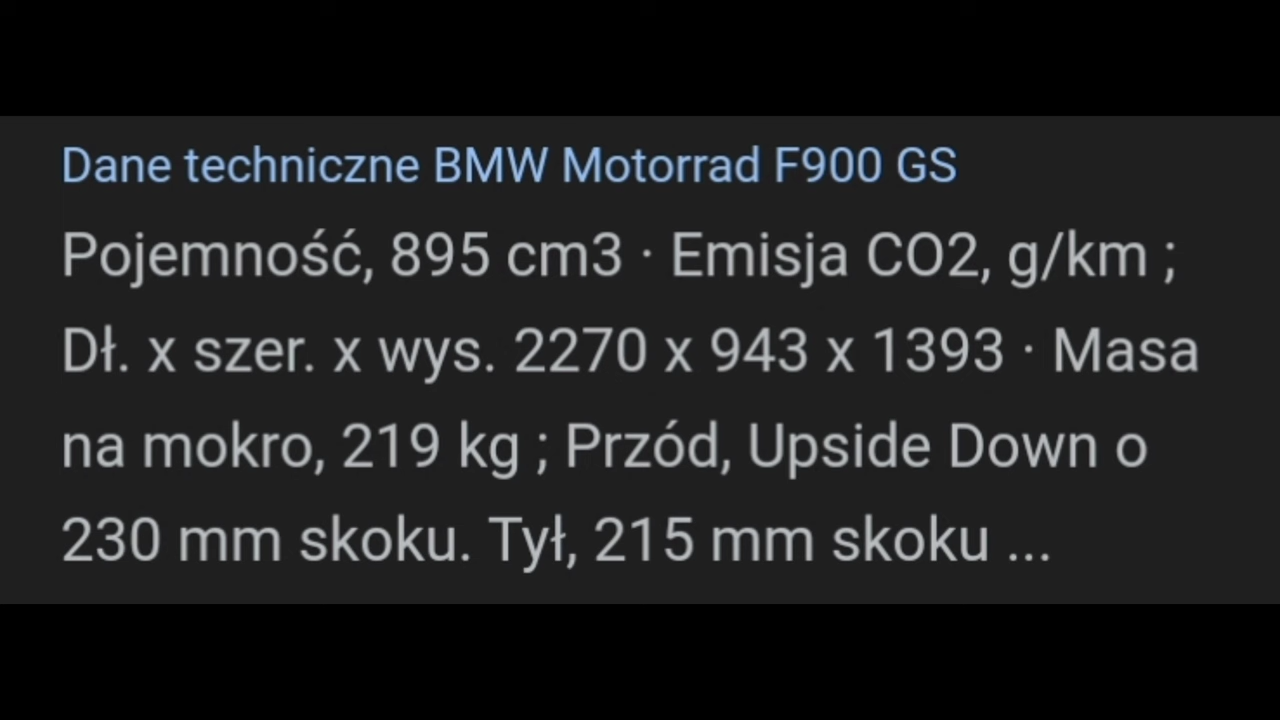 Dane techniczne BMW Motorrad F900 GS
Pojemność, 895 cm3 · Emisja CO2, g/km ;
Dł. x szer. x wys. 2270 x 943 x 1393 · Masa
na mokro, 219 kg ; Przód, Upside Down o
230 mm skoku. Tył, 215 mm skoku ...